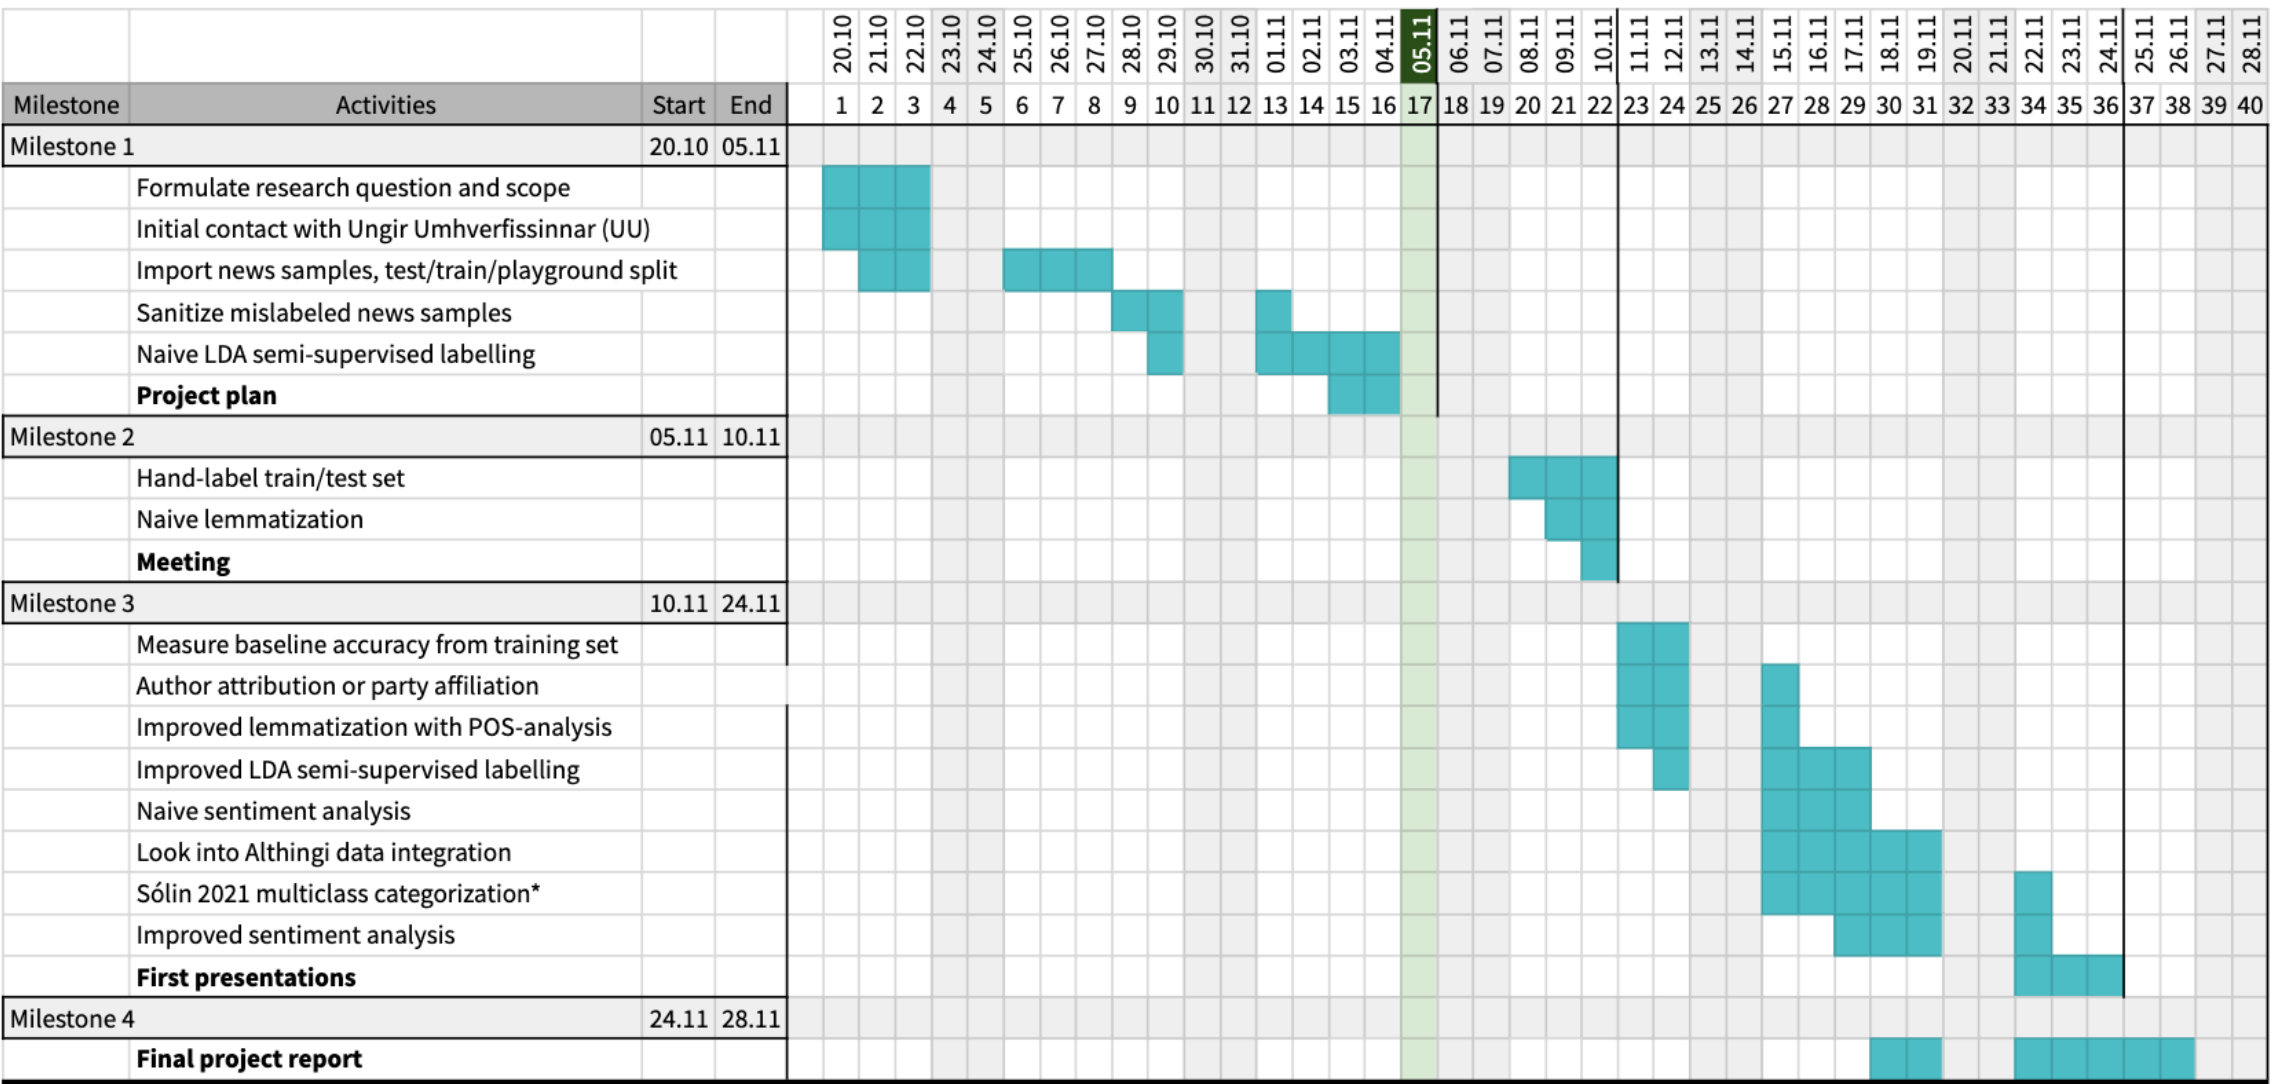 20.10 21.10 22.10 23.10 24.10 25.10 26.10 27.10 28.10 29.10 30.10 31.10 01.11 02.11 03.11 04.11 05.11 06.11 07.11 08.11 09.11 10.11 11.11 12.11 13.11 14.11 15.11 16.11 17.11 18.11 19.11 20.11 21.11 22.11 23.11 24.11 25.11 26.11 27.11 28.11
Milestone Activities Start End 1 2 3 4 5 6 7 8 9 10 11 12 13 14 15 16 17 18 19 20 21 22 23 24 25 26 27 28 29 30 31 32 33 34 35 36 37 38 39 40
Milestone 1 20.10 05.11
Formulate research question and scope
Initial contact with Ungir Umhverfissinnar (UU)
Import news samples, test/train/playground split
Sanitize mislabeled news samples
Naive LDA semi-supervised labelling
Project plan
Milestone 2 05.11 10.11
Hand-label train/test set
Naive lemmatization
Meeting
Milestone 3 10.11 24.11
Measure baseline accuracy from training set
Author attribution or party affiliation
Improved lemmatization with POS-analysis
Improved LDA semi-supervised labelling
Naive sentiment analysis
Look into Althingi data integration
Sólin 2021 multiclass categorization*
Improved sentiment analysis
First presentations
Milestone 4 24.11 28.11
Final project report